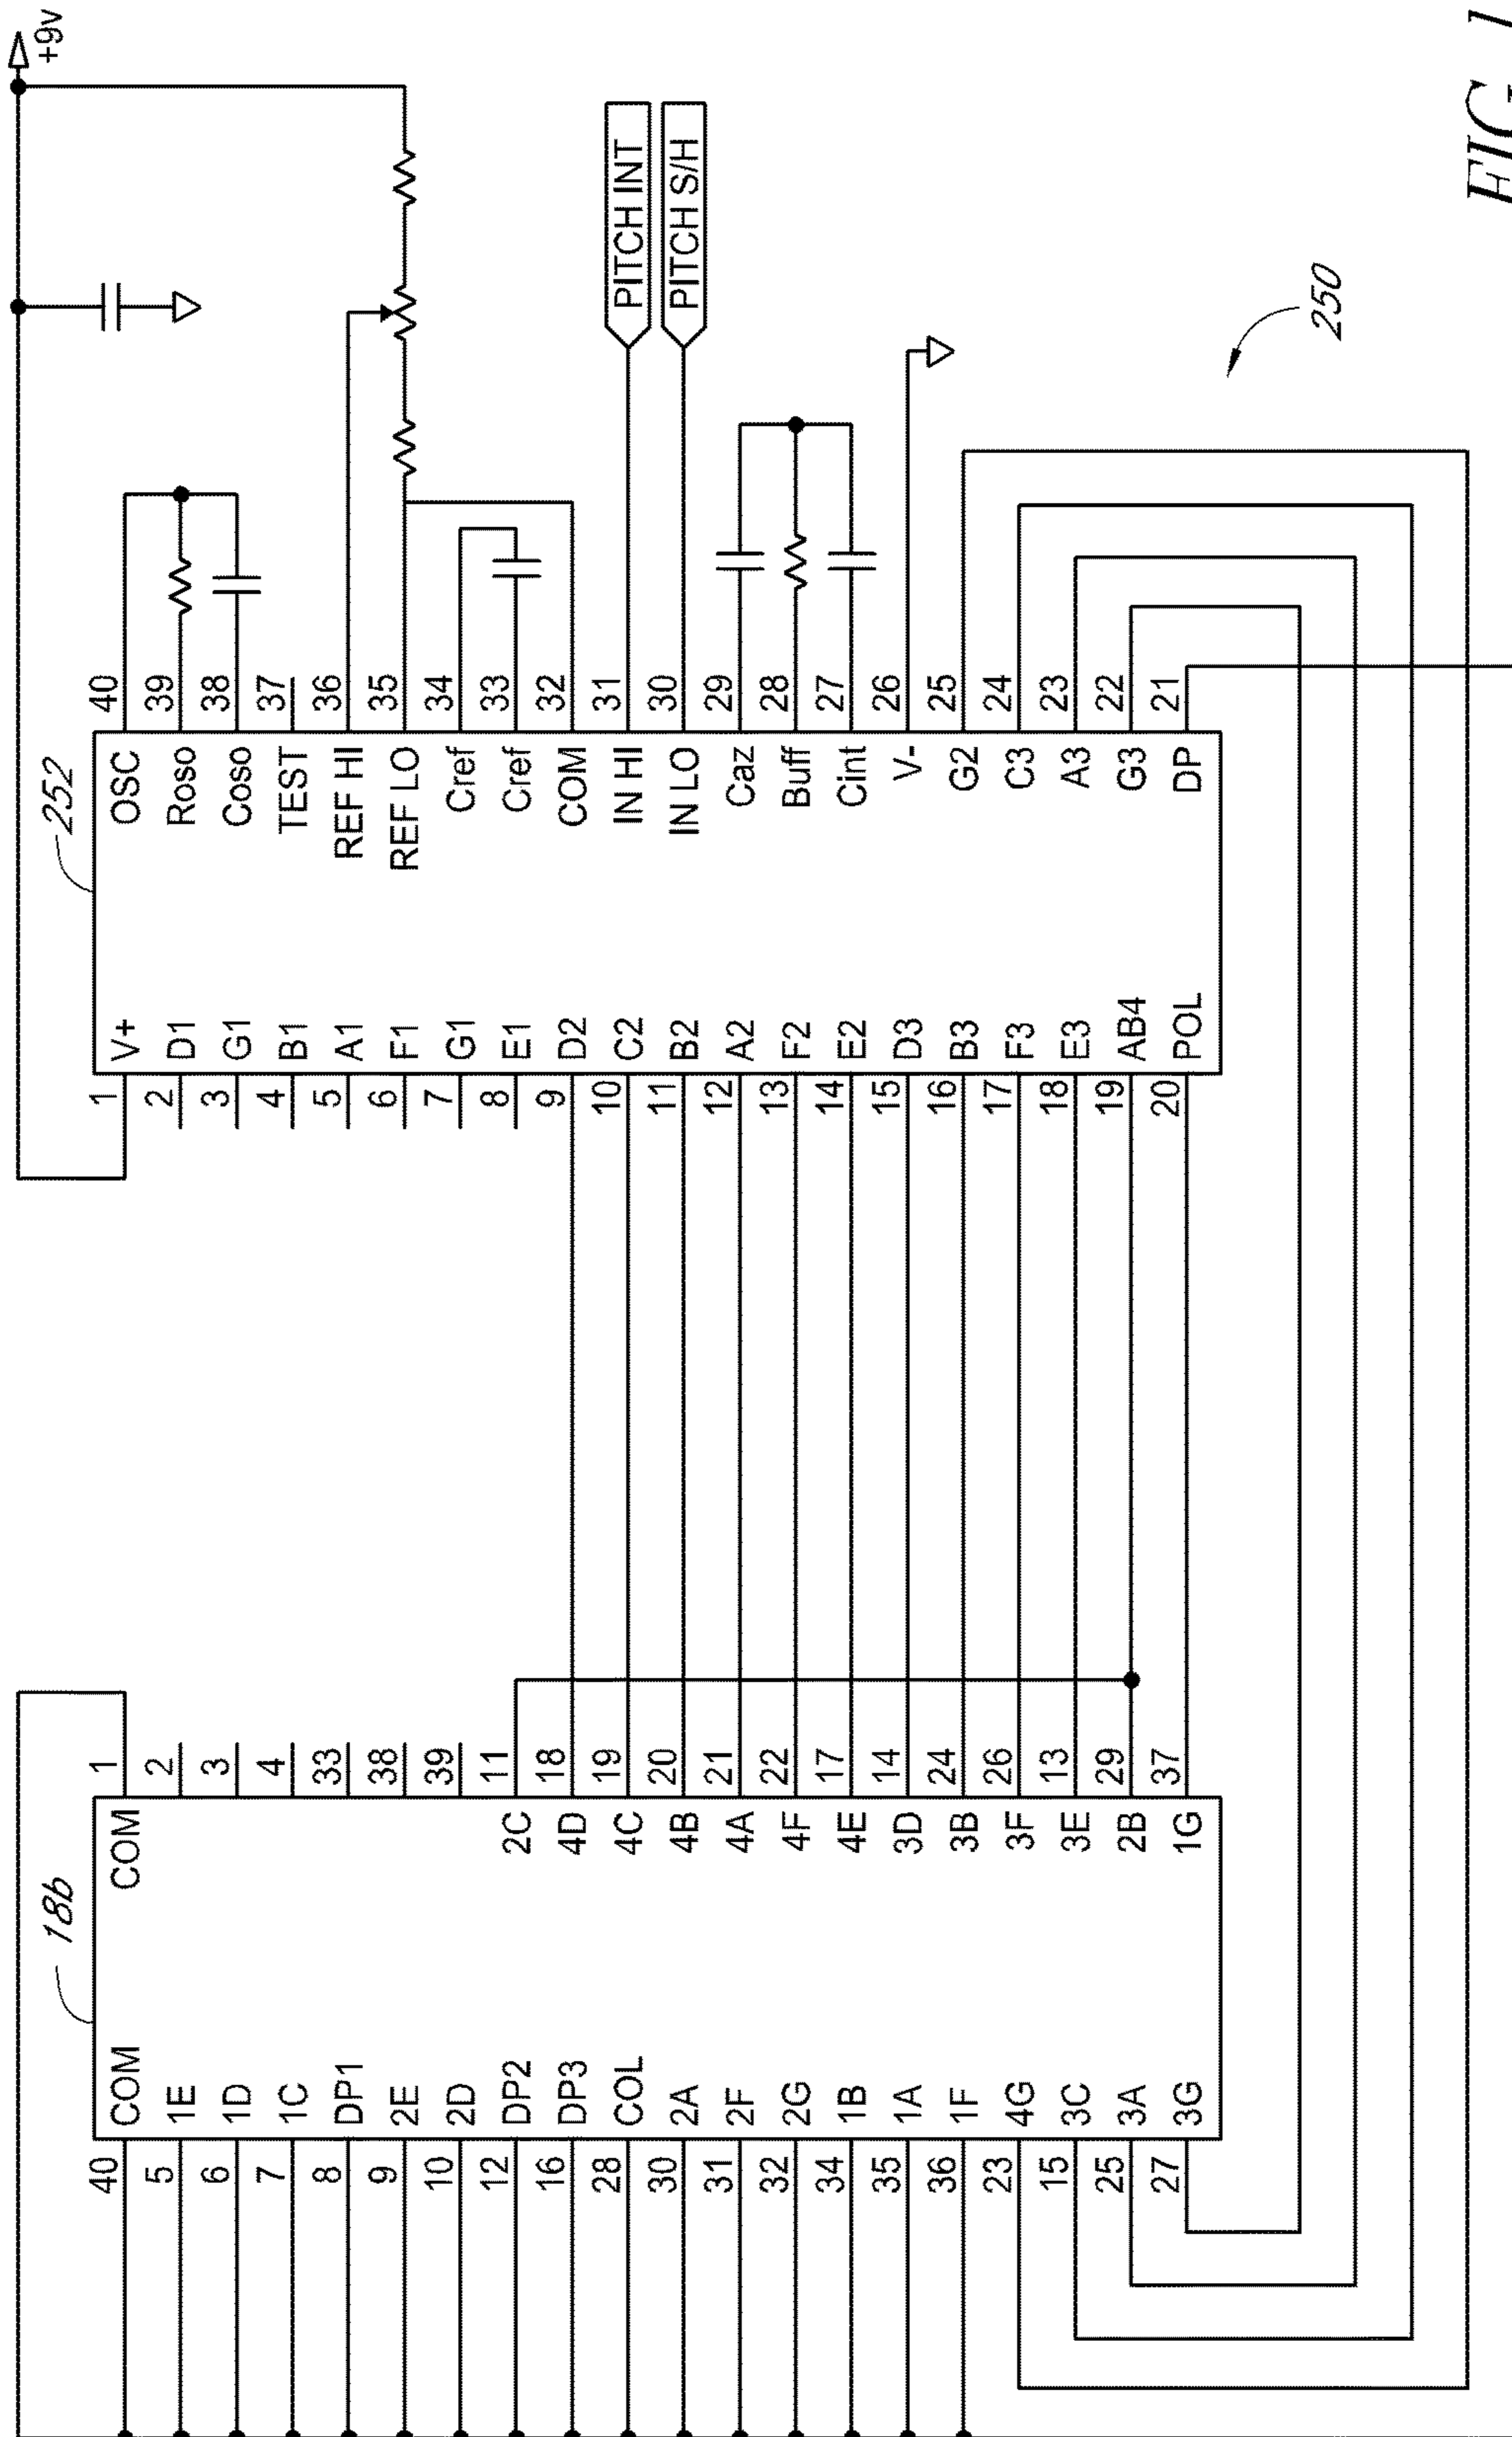 +9v
18b 252
40 COM COM 1 1 V+ OSC 40
5 1E 2 2 D1 Roso 39
6 1D 3 3 G1 Coso 38
7 1C 4 4 B1 TEST 37
8 DP1 33 5 A1 REF HI 36
9 2E 38 6 F1 REF LO 35
10 2D 39 7 G1 Cref 34
12 DP2 2C 11 8 E1 Cref 33
16 DP3 4D 18 9 D2 COM 32
28 COL 4C 19 10 C2 IN HI 31 PITCH INT
30 2A 4B 20 11 B2 IN LO 30 PITCH S/H
31 2F 4A 21 12 A2 Caz 29
32 2G 4F 22 13 F2 Buff 28
34 1B 4E 17 14 E2 Cint 27
35 1A 3D 14 15 D3 V- 26
36 1F 3B 24 16 B3 G2 25
23 4G 3F 26 17 F3 C3 24
15 3C 3E 13 18 E3 A3 23
25 3A 2B 29 19 AB4 G3 22
27 3G 1G 37 20 POL DP 21
250
FIG.